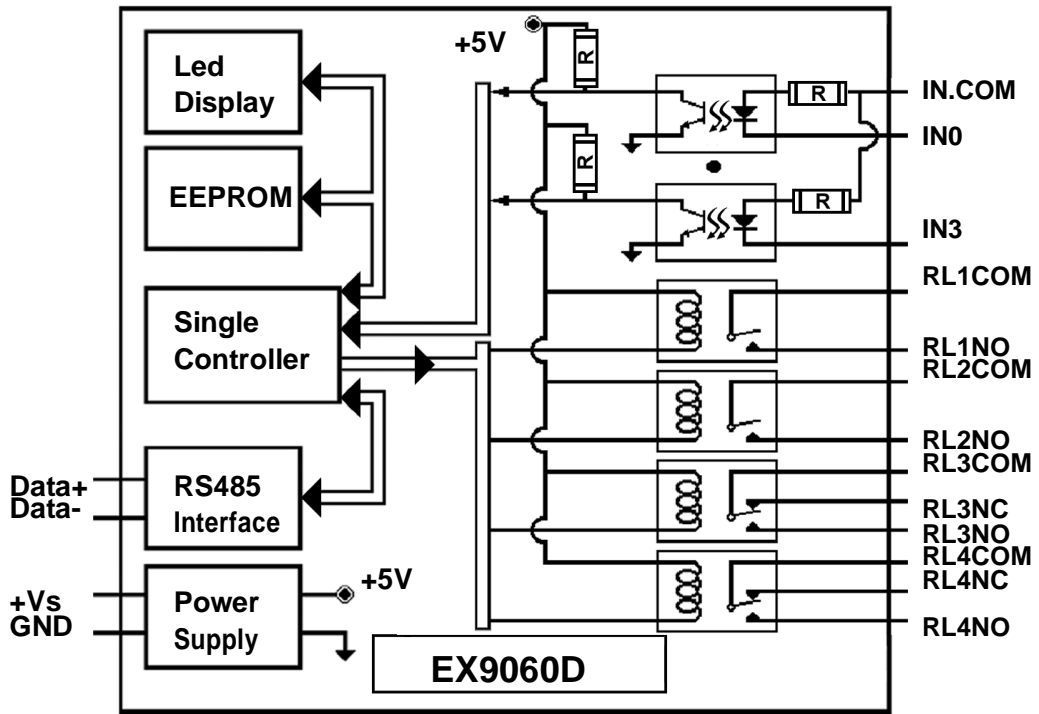 Led
Display
EEPROM
Single
Controller
RS485
Interface
Power
Supply
Data+
Data-
+Vs
GND
+5V
+5V
R
R
R
R
IN.COM
IN0
IN3
RL1COM
RL1NO
RL2COM
RL2NO
RL3COM
RL3NC
RL3NO
RL4COM
RL4NC
RL4NO
EX9060D